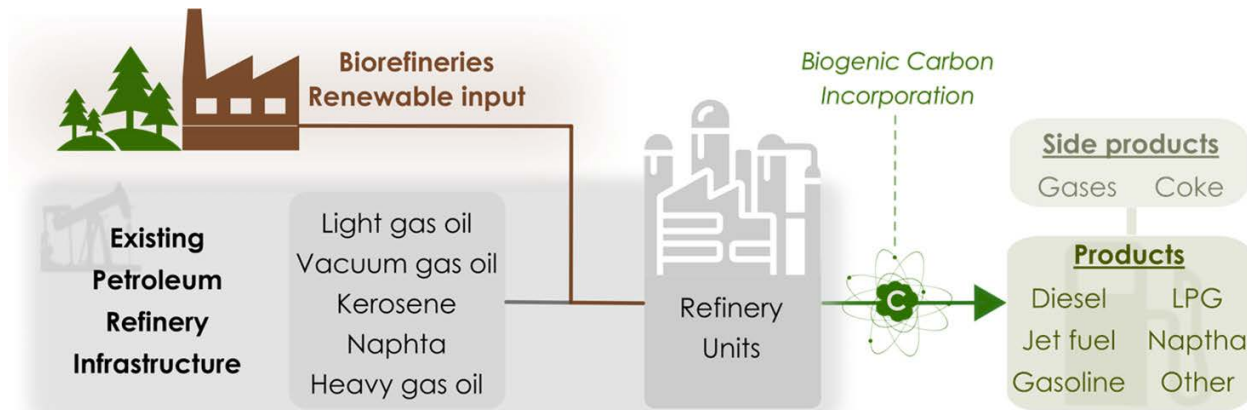 Biorefineries
Renewable input
Biogenic Carbon
Incorporation
Existing
Petroleum
Refinery
Infrastructure
Light gas oil
Vacuum gas oil
Kerosene
Naphta
Heavy gas oil
Refinery
Units
C
Side products
Gases Coke
Products
Diesel LPG
Jet fuel Naptha
Gasoline Other